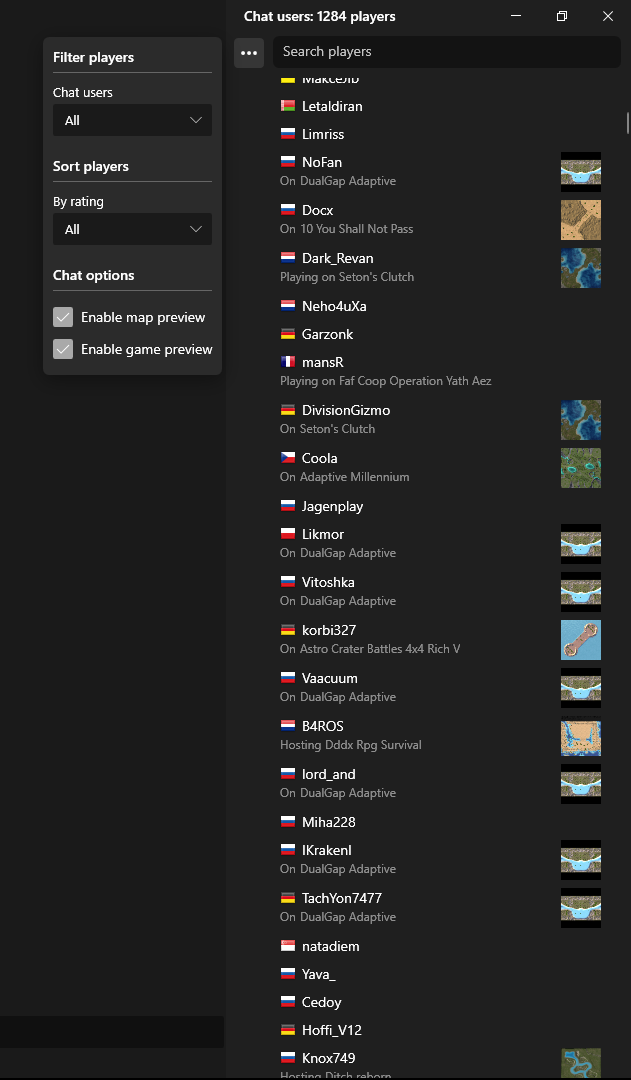 Chat users: 1284 players
Filter players
Chat users
All
Sort players
By rating
All
Chat options
Enable map preview
Enable game preview
Search players
Letaldiran
Limriss
NoFan
On DualGap Adaptive
Docx
On 10 You Shall Not Pass
Dark_Revan
Playing on Seton's Clutch
Neho4uXa
Garzonk
mansR
Playing on Faf Coop Operation Yath Aez
DivisionGizmo
On Seton's Clutch
Coola
On Adaptive Millennium
Jagenplay
Likmor
On DualGap Adaptive
Vitoshka
On DualGap Adaptive
korbi327
On Astro Crater Battles 4x4 Rich V
Vaacuum
On DualGap Adaptive
B4ROS
Hosting Dddx Rpg Survival
lord_and
On DualGap Adaptive
Miha228
IKrakenI
On DualGap Adaptive
TachYon7477
On DualGap Adaptive
natadiem
Yava_
Cedoy
Hoffi_V12
Knox749
Hosting Ditch reborn